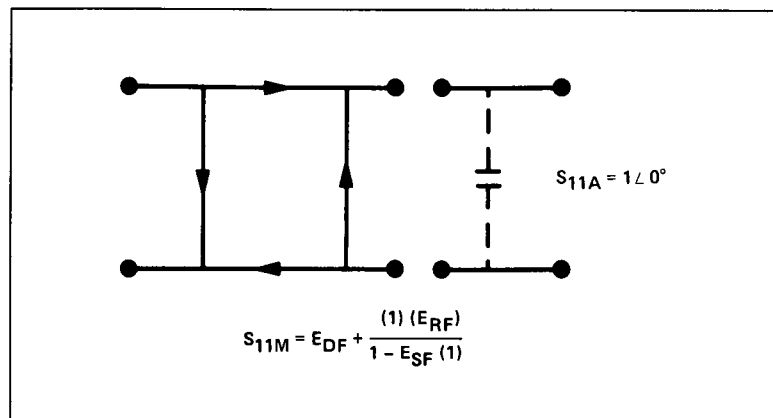 S11A = 1∠0°
S11M = EDF + (1) (ERF) / 1 – ESF (1)